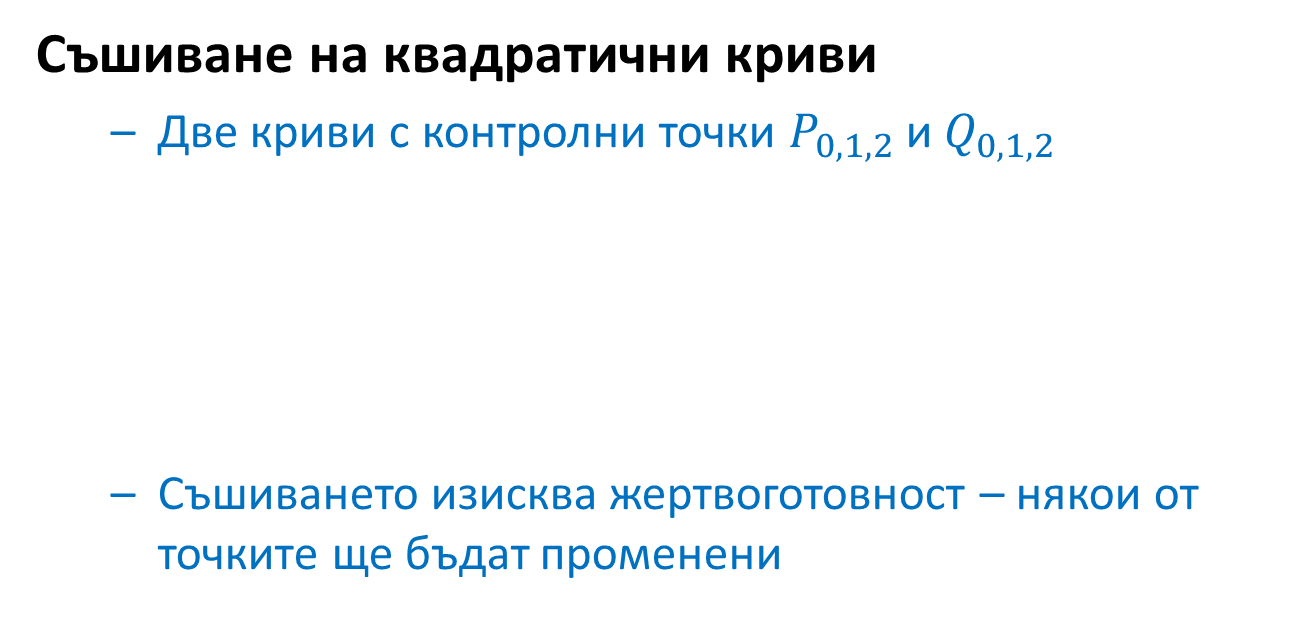 Съшиване на квадратични криви
– Две криви с контролни точки 𝑃₀,₁,₂ и 𝑄₀,₁,₂
– Съшиването изисква жертвоготовност – някои от
точките ще бъдат променени